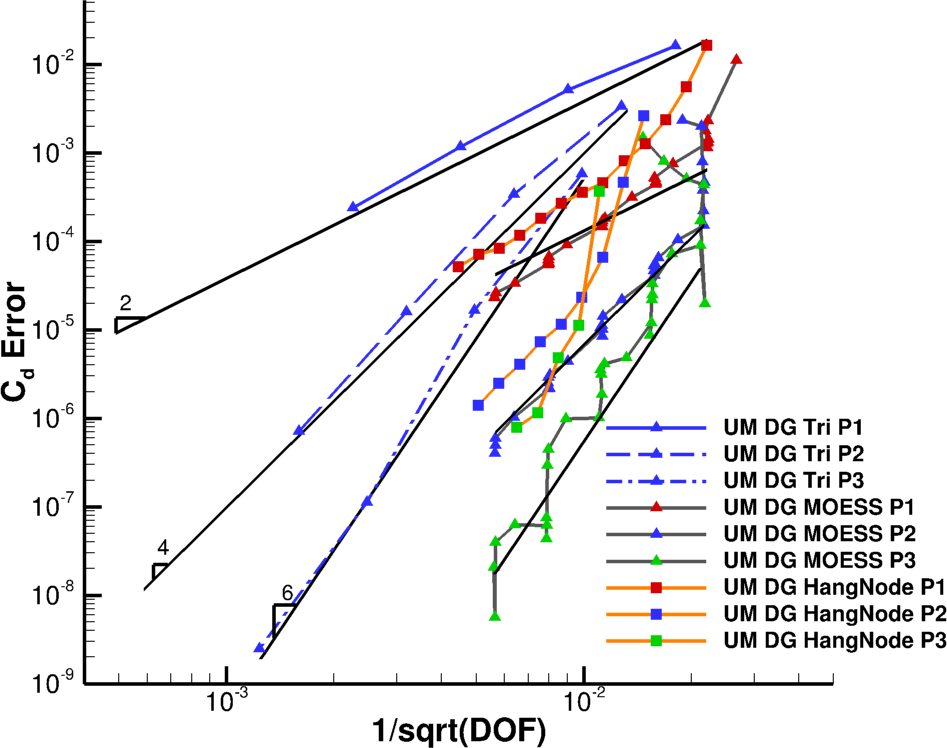 10⁻²
10⁻³
10⁻⁴
10⁻⁵
10⁻⁶
10⁻⁷
10⁻⁸
10⁻⁹
C_d Error
2
4
6
UM DG Tri P1
UM DG Tri P2
UM DG Tri P3
UM DG MOESS P1
UM DG MOESS P2
UM DG MOESS P3
UM DG HangNode P1
UM DG HangNode P2
UM DG HangNode P3
10⁻³
10⁻²
1/sqrt(DOF)